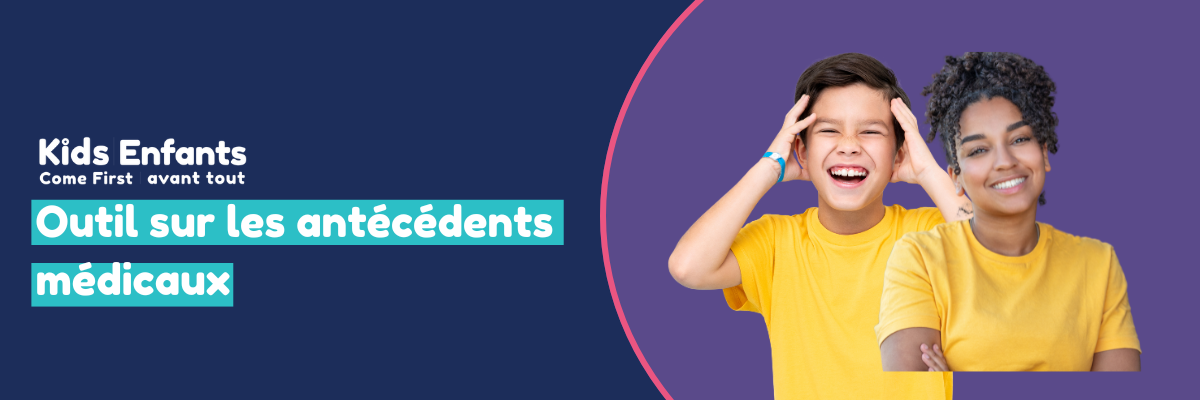 Kids Enfants
Come First avant tout
Outil sur les antécédents
médicaux